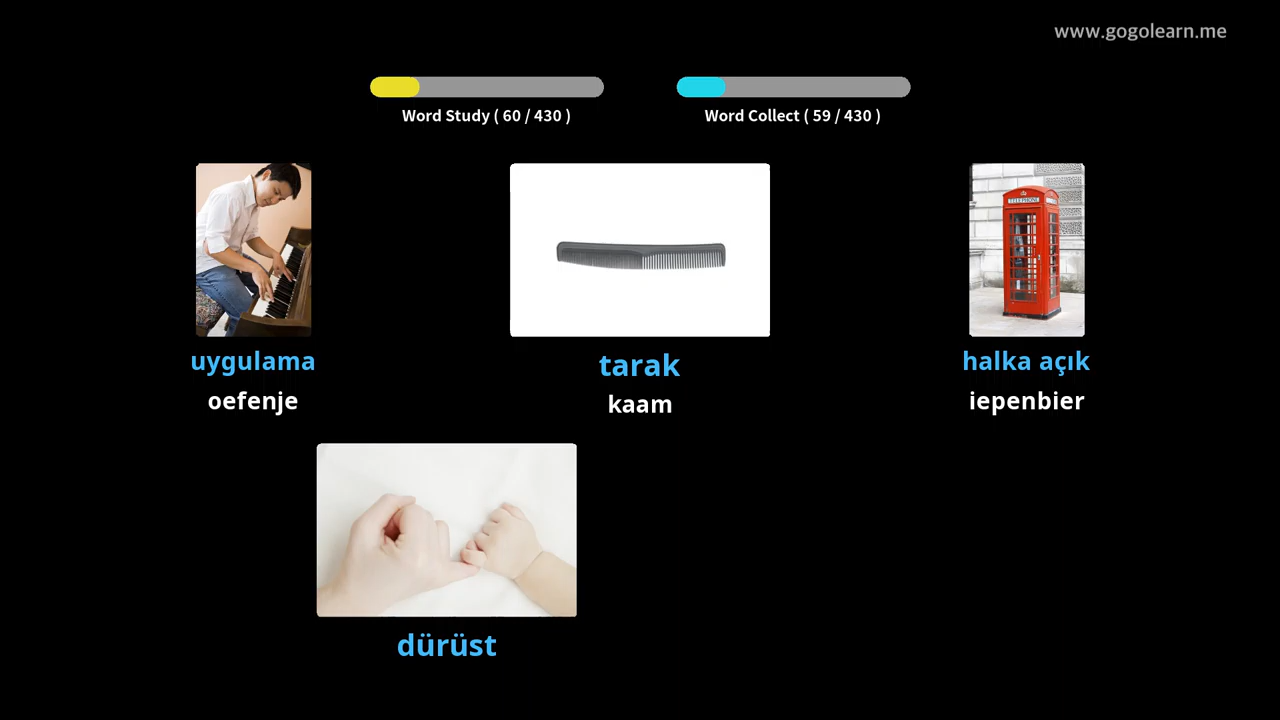 www.gogolearn.me
Word Study ( 60 / 430 )
Word Collect ( 59 / 430 )
TELEPHONE
uygulama
oefenje
tarak
kaam
halka açık
iepenbier
dürüst